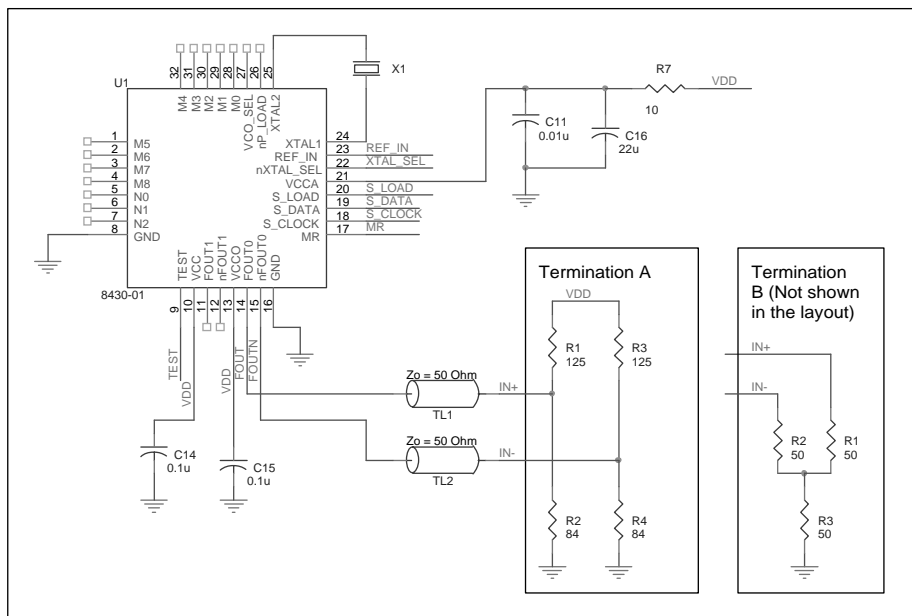 U1
32
31
30
29
28
27
26
25
M4
M3
M2
M1
M0
VCO_SEL
nP_LOAD
XTAL2
X1
R7
VDD
10
C11
0.01u
C16
22u
1
2
3
4
5
6
7
8
M5
M6
M7
M8
N0
N1
N2
GND
XTAL1
REF_IN
nXTAL_SEL
VCCA
S_LOAD
S_DATA
S_CLOCK
MR
24
23
22
21
20
19
18
17
REF_IN
XTAL_SEL
S_LOAD
S_DATA
S_CLOCK
MR
TEST
VCC
FOUT1
nFOUT1
VCCO
FOUT0
nFOUT0
GND
8430-01
9
10
11
12
13
14
15
16
TEST
VDD
VDD
FOUT
FOUTN
C14
0.1u
C15
0.1u
Zo = 50 Ohm
TL1
Zo = 50 Ohm
TL2
IN+
IN-
Termination A
VDD
R1
125
R3
125
R2
84
R4
84
Termination
B (Not shown
in the layout)
IN+
IN-
R2
50
R1
50
R3
50